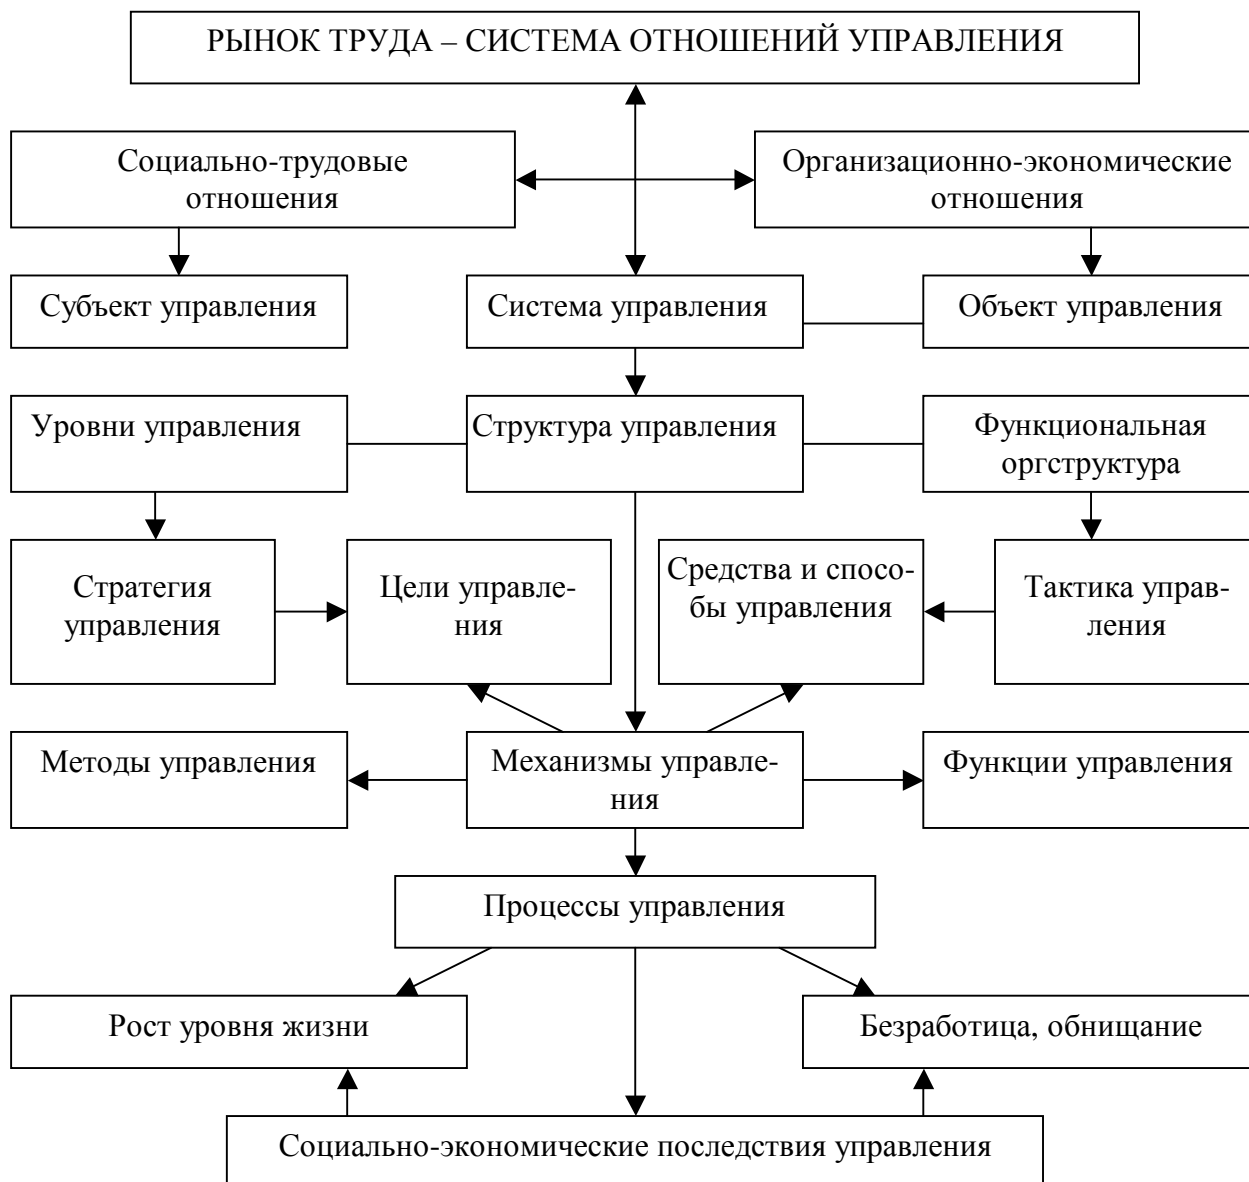 РЫНОК ТРУДА – СИСТЕМА ОТНОШЕНИЙ УПРАВЛЕНИЯ
Социально-трудовые
отношения
Организационно-экономические
отношения
Субъект управления
Система управления
Объект управления
Уровни управления
Структура управления
Функциональная
оргструктура
Стратегия
управления
Цели управле-
ния
Средства и спосо-
бы управления
Тактика управ-
ления
Методы управления
Механизмы управле-
ния
Функции управления
Процессы управления
Рост уровня жизни
Безработица, обнищание
Социально-экономические последствия управления